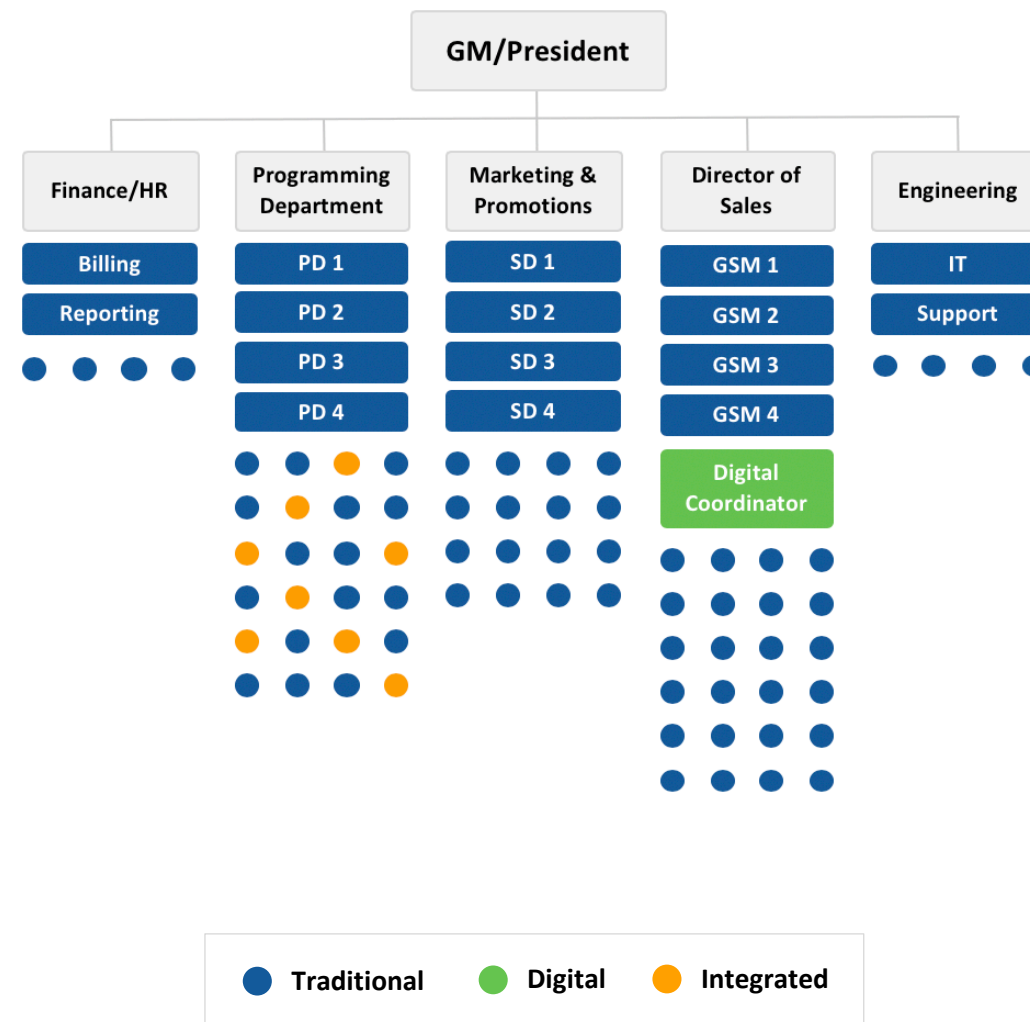 GM/President
Finance/HR
Billing
Reporting
Programming
Department
PD 1
PD 2
PD 3
PD 4
Marketing &
Promotions
SD 1
SD 2
SD 3
SD 4
Director of
Sales
GSM 1
GSM 2
GSM 3
GSM 4
Digital
Coordinator
Engineering
IT
Support
Traditional
Digital
Integrated